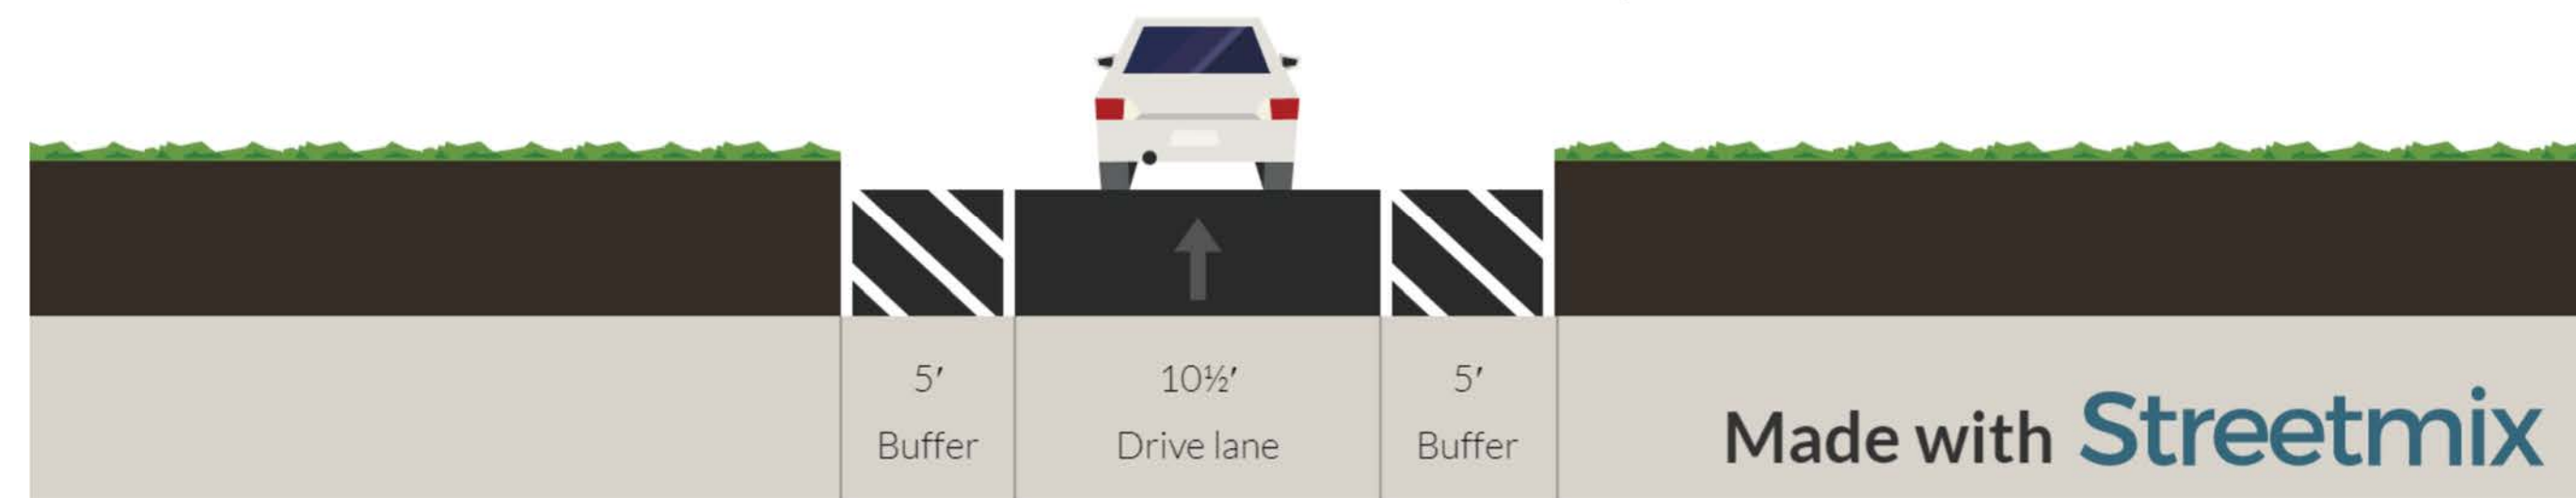 5′
Buffer
10½′
Drive lane
5′
Buffer
Made with Streetmix